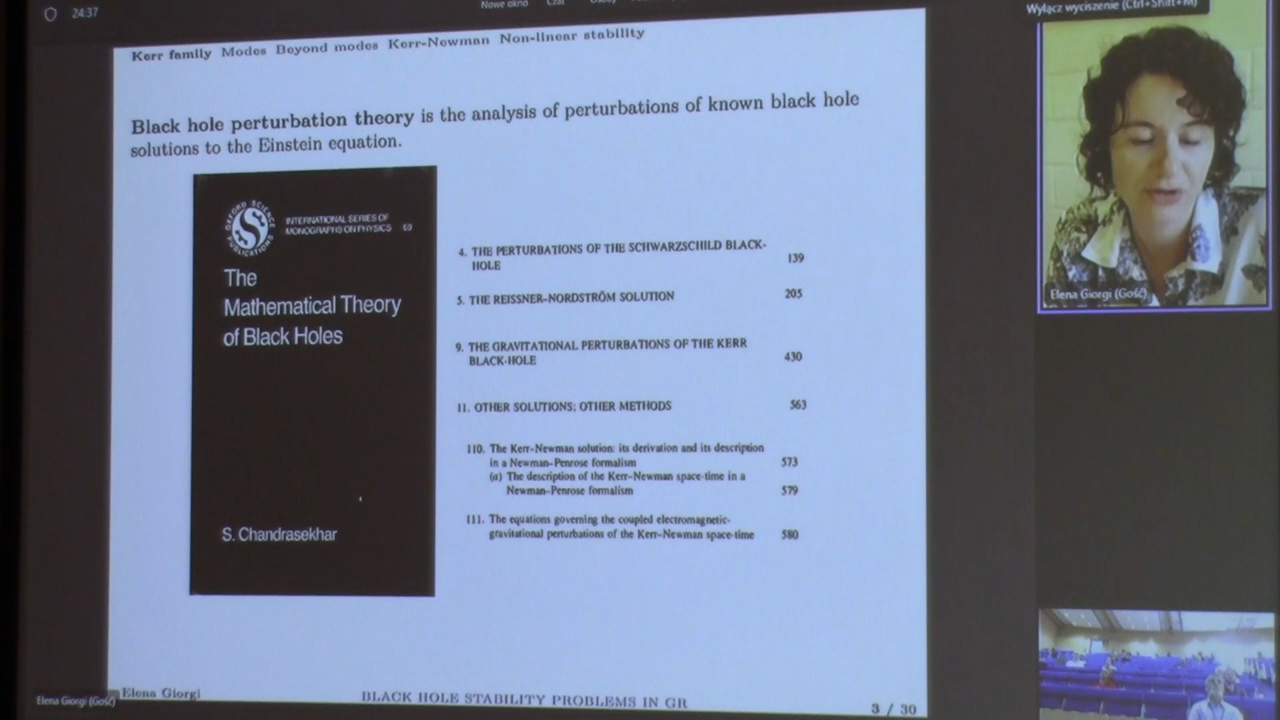 24:37
Nowe okno
Czat
Wyłącz wyciszenie (Ctrl+Shift+M)
Kerr family Modes Beyond modes Kerr-Newman Non-linear stability
Black hole perturbation theory is the analysis of perturbations of known black hole
solutions to the Einstein equation.
OXFORD SCIENCE PUBLICATIONS
INTERNATIONAL SERIES OF
MONOGRAPHS ON PHYSICS 69
The
Mathematical Theory
of Black Holes
S. Chandrasekhar
4. THE PERTURBATIONS OF THE SCHWARZSCHILD BLACK-
HOLE 139
5. THE REISSNER-NORDSTRÖM SOLUTION 205
9. THE GRAVITATIONAL PERTURBATIONS OF THE KERR
BLACK-HOLE 430
11. OTHER SOLUTIONS; OTHER METHODS 563
110. The Kerr-Newman solution: its derivation and its description
in a Newman-Penrose formalism 573
(a) The description of the Kerr-Newman space-time in a
Newman-Penrose formalism 579
111. The equations governing the coupled electromagnetic-
gravitational perturbations of the Kerr-Newman space-time 580
Elena Giorgi (Gość)
Elena Giorgi (Gość)
Elena Giorgi
BLACK HOLE STABILITY PROBLEMS IN GR
3 / 30